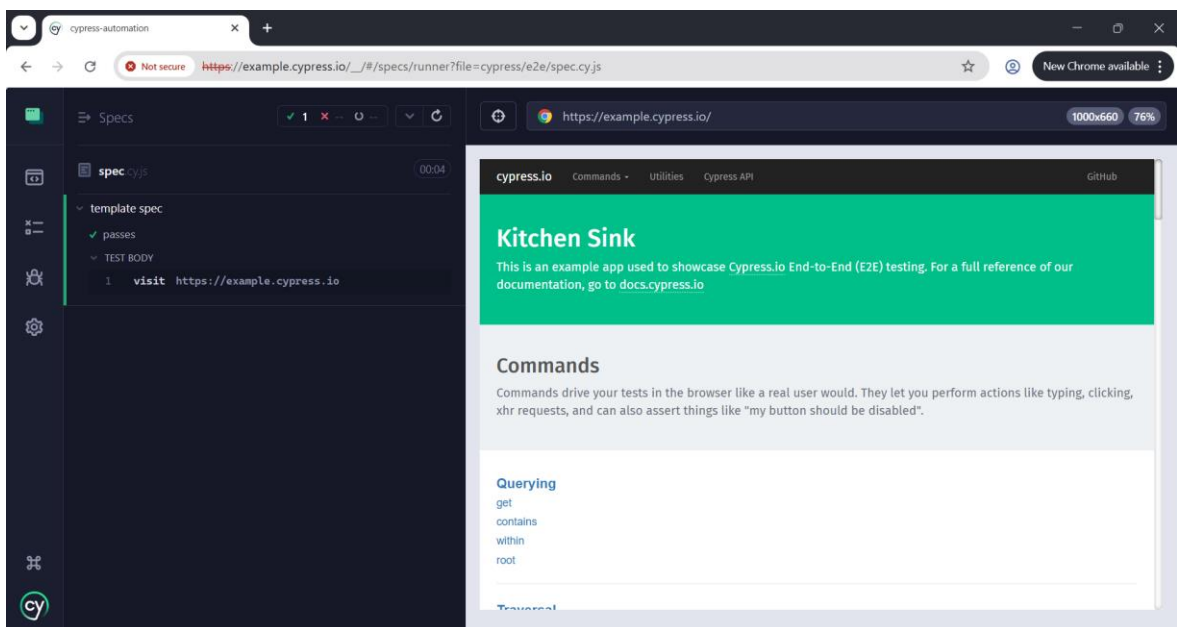 cy cypress-automation
Not secure https://example.cypress.io/__/#/specs/runner?file=cypress/e2e/spec.cy.js New Chrome available
Specs 1 -- --
https://example.cypress.io/ 1000x660 76%
spec.cy.js 00:04
cypress.io Commands Utilities Cypress API GitHub
template spec
passes
TEST BODY
1 visit https://example.cypress.io
Kitchen Sink
This is an example app used to showcase Cypress.io End-to-End (E2E) testing. For a full reference of our
documentation, go to docs.cypress.io
Commands
Commands drive your tests in the browser like a real user would. They let you perform actions like typing, clicking,
xhr requests, and can also assert things like "my button should be disabled".
Querying
get
contains
within
root
Traversal
cy